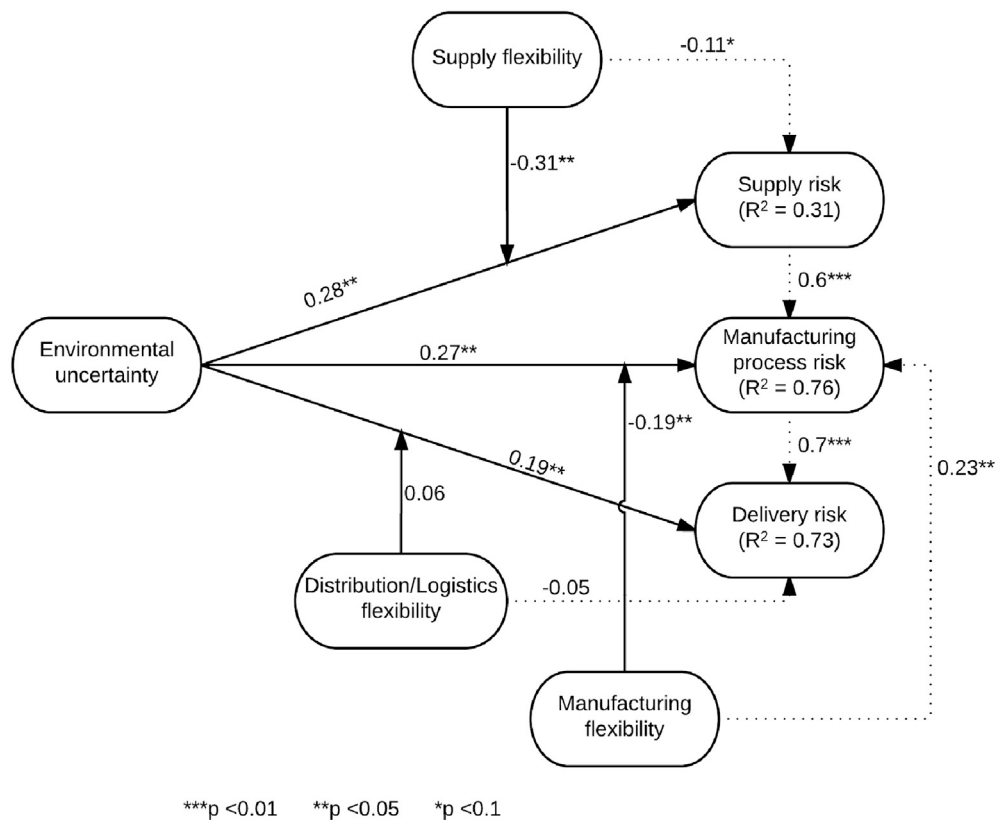 Supply flexibility
-0.11*
-0.31**
Supply risk
(R² = 0.31)
0.28**
0.6***
Environmental
uncertainty
0.27**
Manufacturing
process risk
(R² = 0.76)
-0.19**
0.7***
0.23**
0.19**
0.06
Delivery risk
(R² = 0.73)
Distribution/Logistics
flexibility
-0.05
Manufacturing
flexibility
***p <0.01 **p <0.05 *p <0.1